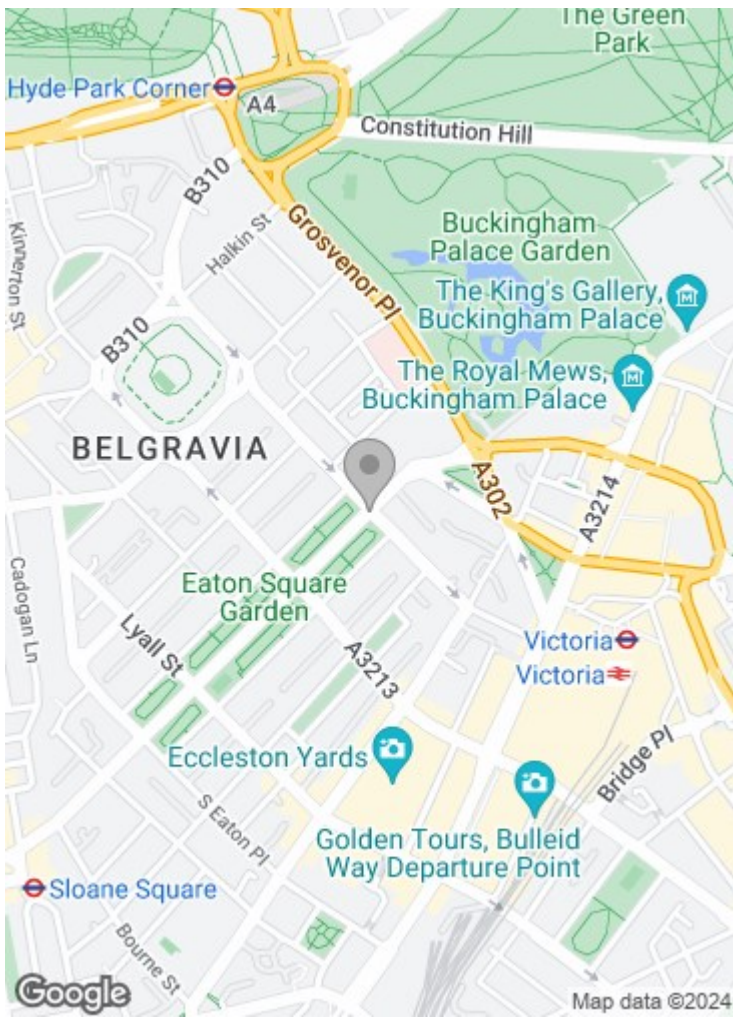 The Green
Park
Hyde Park Corner
A4
Constitution Hill
B310
Halkin St
Kinnerton St
Grosvenor Pl
Buckingham
Palace Garden
The King's Gallery,
Buckingham Palace
B310
The Royal Mews,
Buckingham Palace
BELGRAVIA
A302
A3214
Cadogan Ln
Eaton Square
Garden
Lyall St
A3213
Victoria
Victoria
Eccleston Yards
Bridge Pl
S Eaton Pl
Golden Tours, Bulleid
Way Departure Point
Sloane Square
Bourne St
Google
Map data ©2024